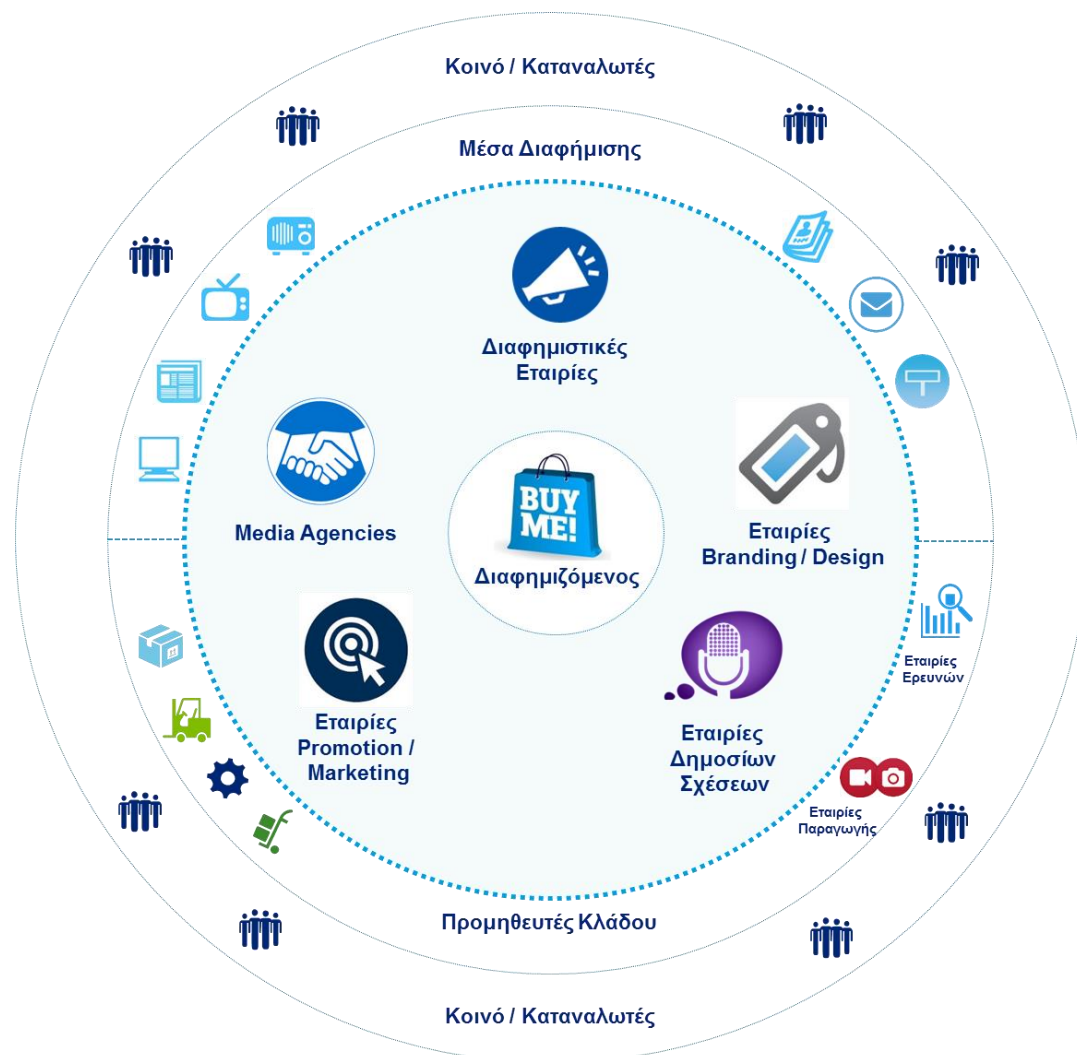 Κοινό / Καταναλωτές
Μέσα Διαφήμισης
Διαφημιστικές
Εταιρίες
Media Agencies
BUY
ME!
Διαφημιζόμενος
Εταιρίες
Branding / Design
Εταιρίες
Ερευνών
Εταιρίες
Promotion /
Marketing
Εταιρίες
Δημοσίων
Σχέσεων
Εταιρίες
Παραγωγής
Προμηθευτές Κλάδου
Κοινό / Καταναλωτές